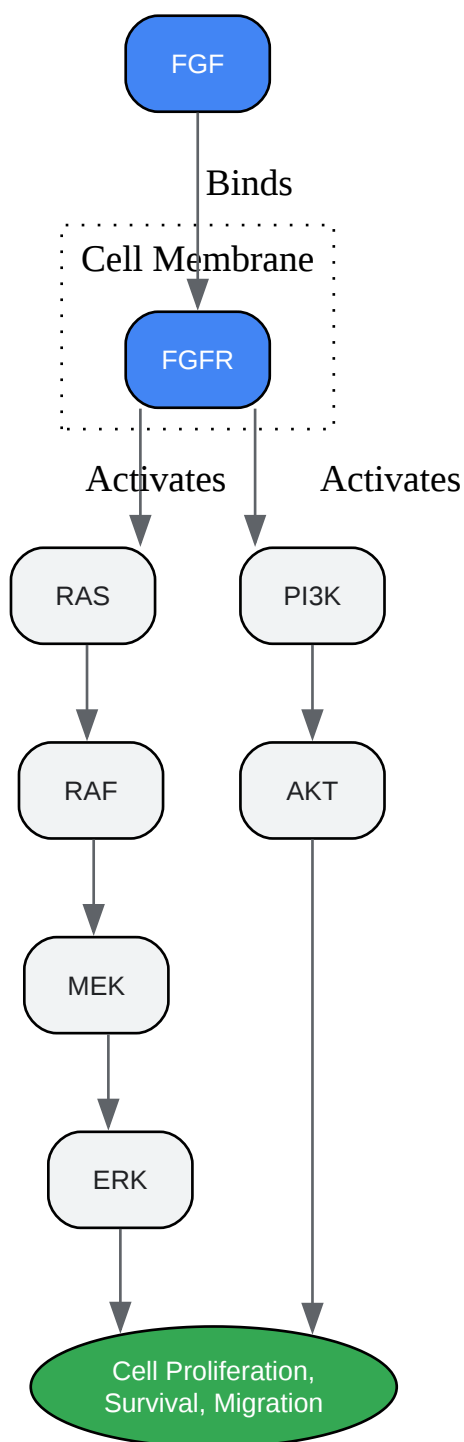 FGF
Binds
Cell Membrane
FGFR
Activates
Activates
RAS
PI3K
RAF
AKT
MEK
ERK
Cell Proliferation,
Survival, Migration